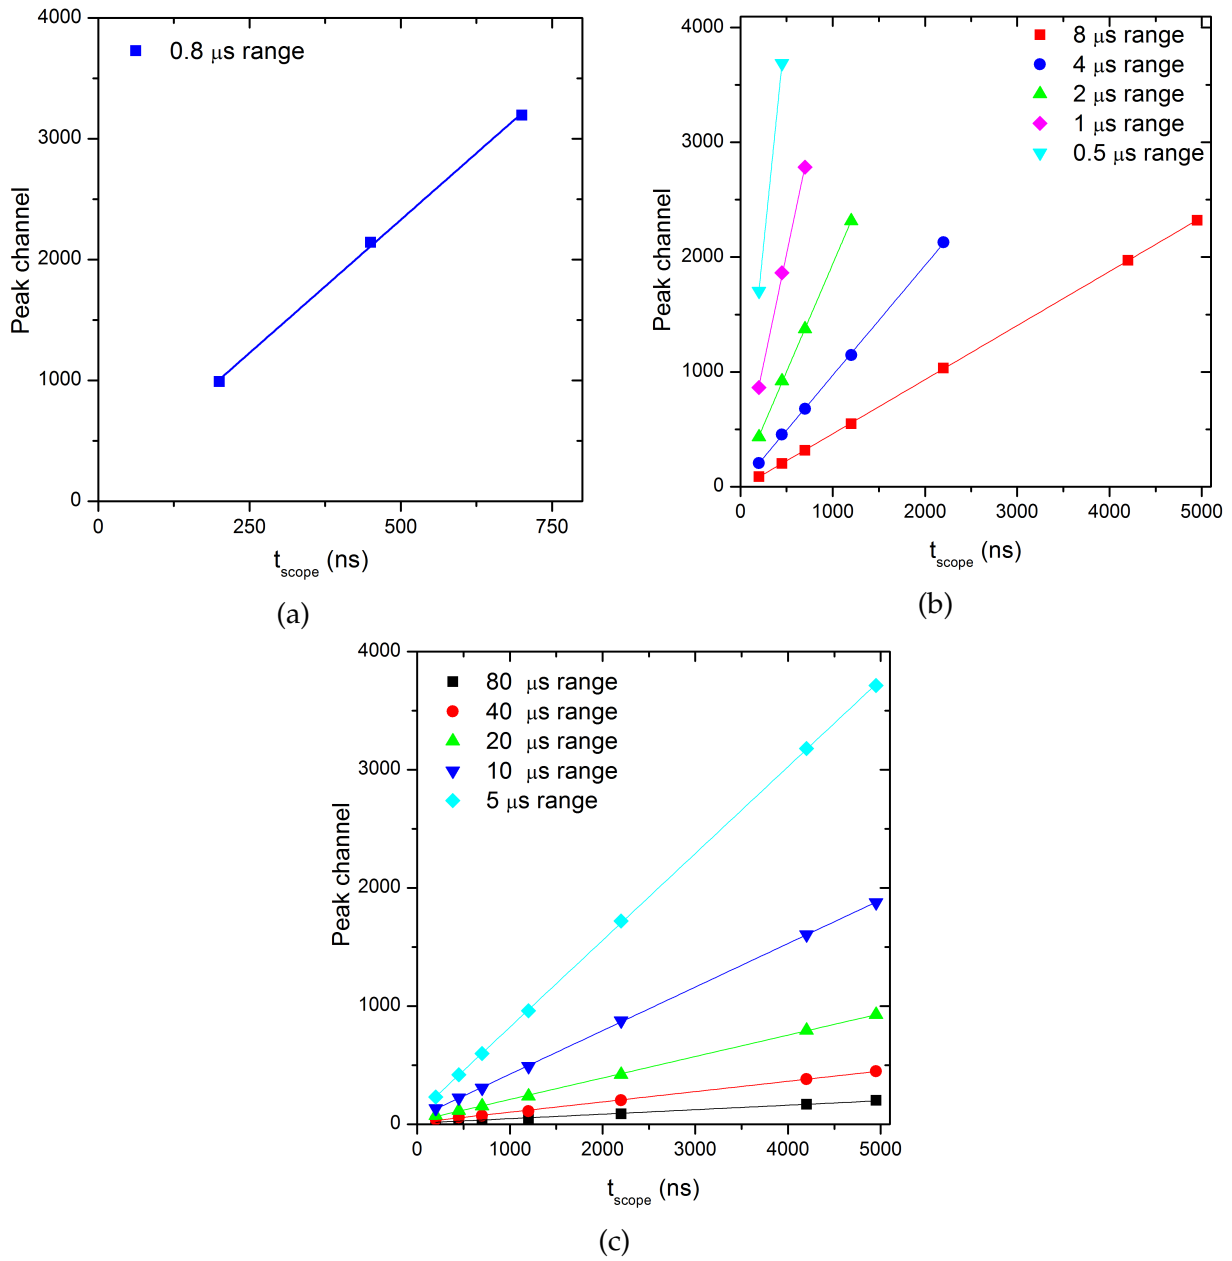 4000
3000
2000
1000
0
Peak channel
0.8 μs range
0 250 500 750
t_scope (ns)
(a)
4000
3000
2000
1000
0
Peak channel
8 μs range
4 μs range
2 μs range
1 μs range
0.5 μs range
0 1000 2000 3000 4000 5000
t_scope (ns)
(b)
4000
3000
2000
1000
0
Peak channel
80 μs range
40 μs range
20 μs range
10 μs range
5 μs range
0 1000 2000 3000 4000 5000
t_scope (ns)
(c)